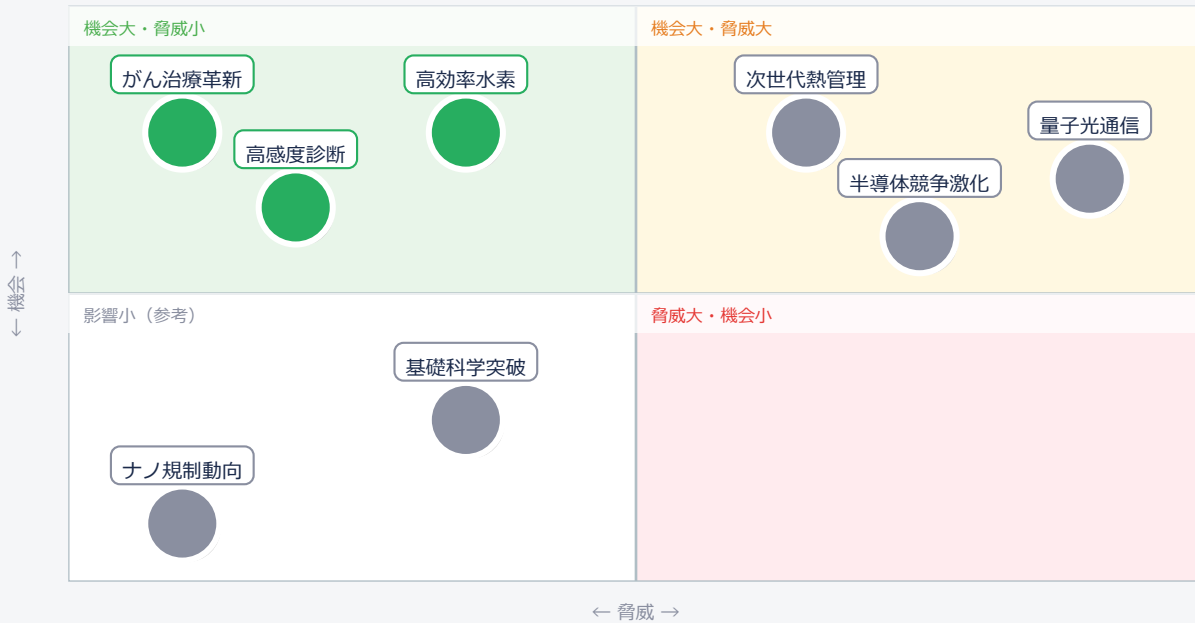 機会大・脅威小
機会大・脅威大
がん治療革新
高効率水素
次世代熱管理
高感度診断
量子光通信
半導体競争激化
← 機会 →
影響小（参考）
脅威大・機会小
基礎科学突破
ナノ規制動向
← 脅威 →